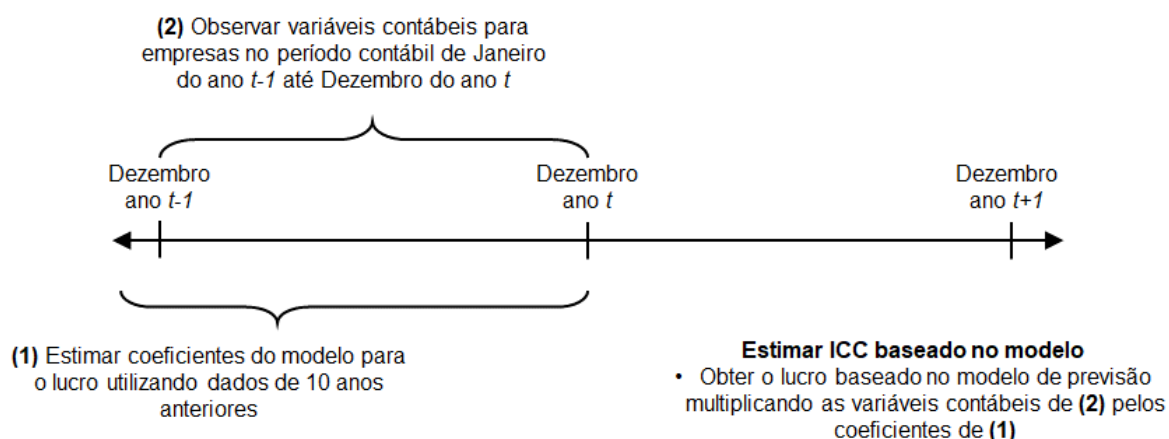 (2) Observar variáveis contábeis para
empresas no período contábil de Janeiro
do ano t-1 até Dezembro do ano t
Dezembro
ano t-1
Dezembro
ano t
Dezembro
ano t+1
(1) Estimar coeficientes do modelo para
o lucro utilizando dados de 10 anos
anteriores
Estimar ICC baseado no modelo
• Obter o lucro baseado no modelo de previsão
multiplicando as variáveis contábeis de (2) pelos
coeficientes de (1)